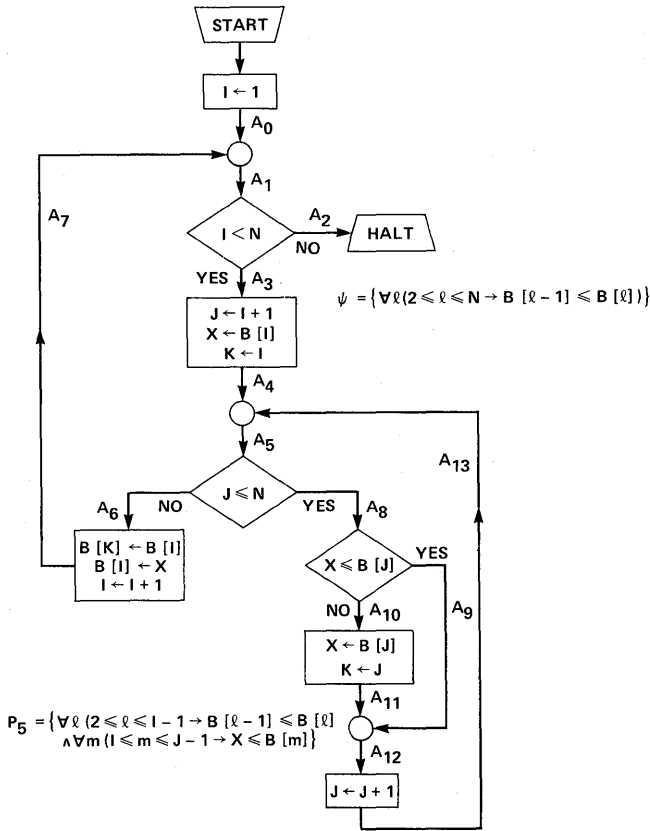 START
I ← 1
A0
A1
A7
I < N
A2
NO
HALT
YES
A3
ψ = {∀ℓ(2 ≤ ℓ ≤ N → B [ℓ − 1] ≤ B [ℓ])}
J ← I + 1
X ← B [I]
K ← I
A4
A5
A13
J ≤ N
A6
NO
YES
A8
B [K] ← B [I]
B [I] ← X
I ← I + 1
X ≤ B [J]
YES
NO
A10
A9
X ← B [J]
K ← J
A11
P5 = {∀ℓ (2 ≤ ℓ ≤ I − 1 → B [ℓ − 1] ≤ B [ℓ]
∧ ∀m (I ≤ m ≤ J − 1 → X ≤ B [m]}
A12
J ← J + 1